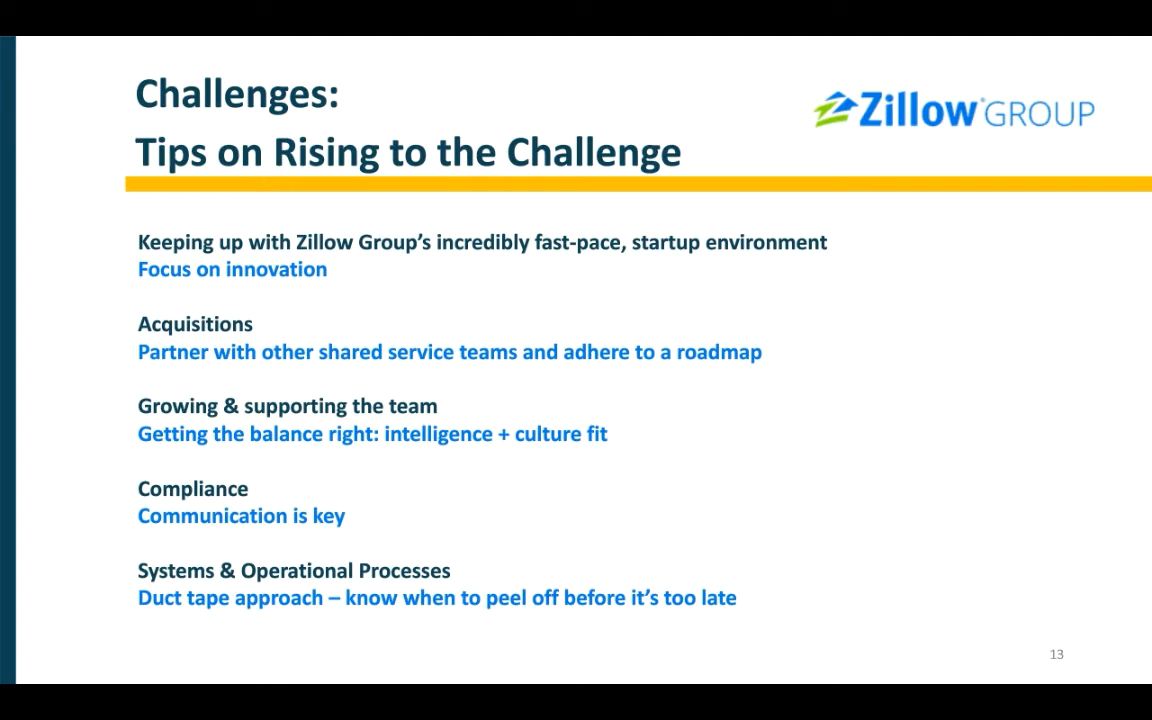 Challenges:
Tips on Rising to the Challenge
Zillow® GROUP
Keeping up with Zillow Group’s incredibly fast-pace, startup environment
Focus on innovation
Acquisitions
Partner with other shared service teams and adhere to a roadmap
Growing & supporting the team
Getting the balance right: intelligence + culture fit
Compliance
Communication is key
Systems & Operational Processes
Duct tape approach – know when to peel off before it’s too late
13